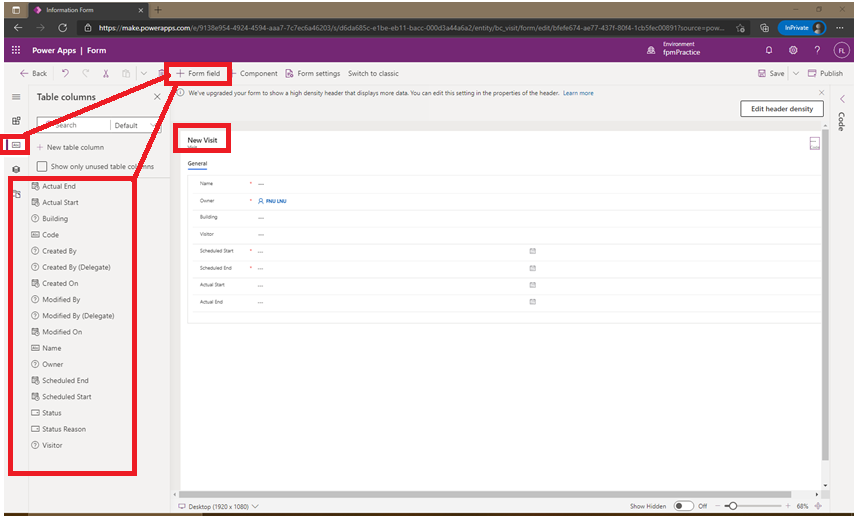 Information Form
https://make.powerapps.com/e/9138e954-4924-4594-aaa7-7c7ec6a46203/s/d6da685c-e1be-eb11-bacc-000d3a44a6a2/entity/bc_visit/form/edit/bfefe674-ae77-437f-80f4-1cb5fec00891?source=pow...
InPrivate
Power Apps | Form
Environment
fpmPractice
FL
Back
Form field
Component
Form settings
Switch to classic
Save
Publish
Table columns
We've upgraded your form to show a high density header that displays more data. You can edit this setting in the properties of the header. Learn more
Edit header density
Code
Search
Default
New table column
Show only unused table columns
Actual End
Actual Start
Building
Code
Created By
Created By (Delegate)
Created On
Modified By
Modified By (Delegate)
Modified On
Name
Owner
Scheduled End
Scheduled Start
Status
Status Reason
Visitor
New Visit
General
Name * ---
Owner * FNU LNU
Building ---
Visitor ---
Scheduled Start * ---
Scheduled End * ---
Actual Start ---
Actual End ---
Desktop (1920 x 1080)
Show Hidden
Off
68%